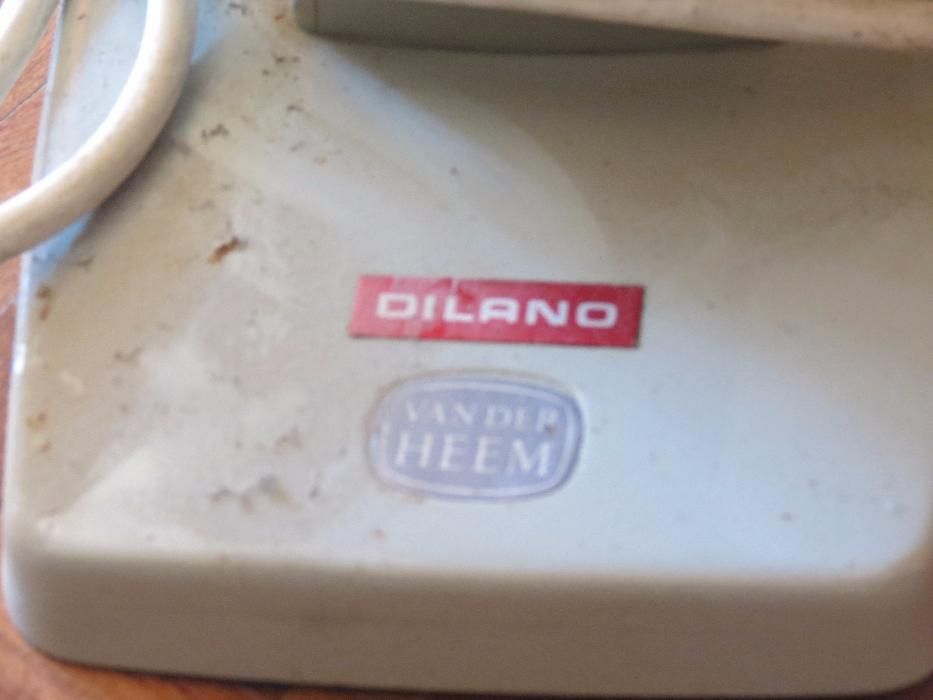 DILANO
VAN DER
HEEM